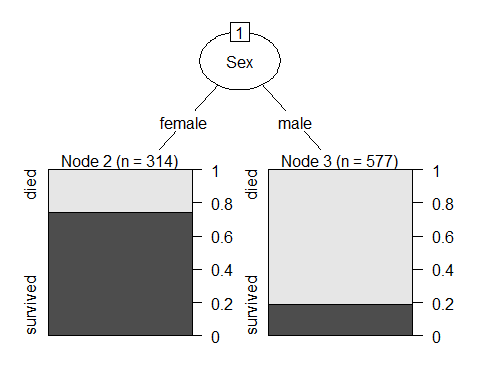 1
Sex
female
male
Node 2 (n = 314)
died
survived
1
0.8
0.6
0.4
0.2
0
Node 3 (n = 577)
died
survived
1
0.8
0.6
0.4
0.2
0